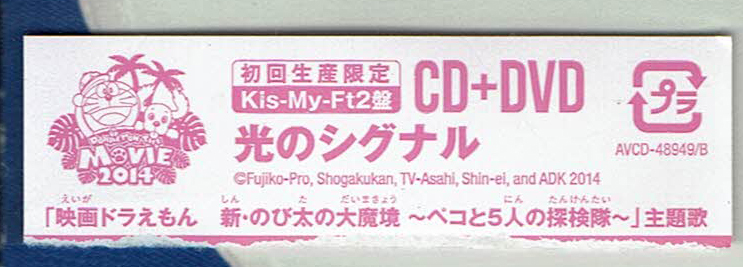 DORAEMON THE
MOVIE
2014
初回生産限定
Kis-My-Ft2盤
CD+DVD
光のシグナル
©Fujiko-Pro, Shogakukan, TV-Asahi, Shin-ei, and ADK 2014
プラ
AVCD-48949/B
えいが しん た だいまきょう にん たんけんたい
「映画ドラえもん 新・のび太の大魔境 〜ペコと5人の探検隊〜」主題歌